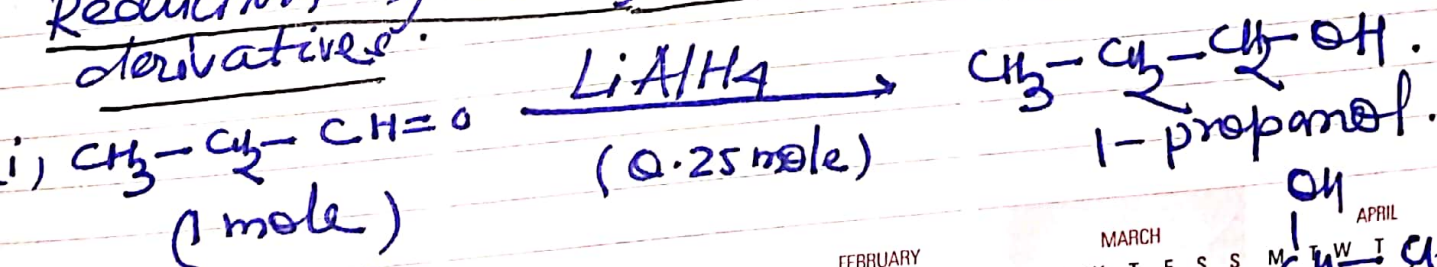 derivatives.
i) CH3-CH2-CH=O LiAlH4 (0.25 mole) CH3-CH2-CH2-OH.
(1 mole) 1-propanol.
OH
FEBRUARY MARCH APRIL
T F S S M T W T